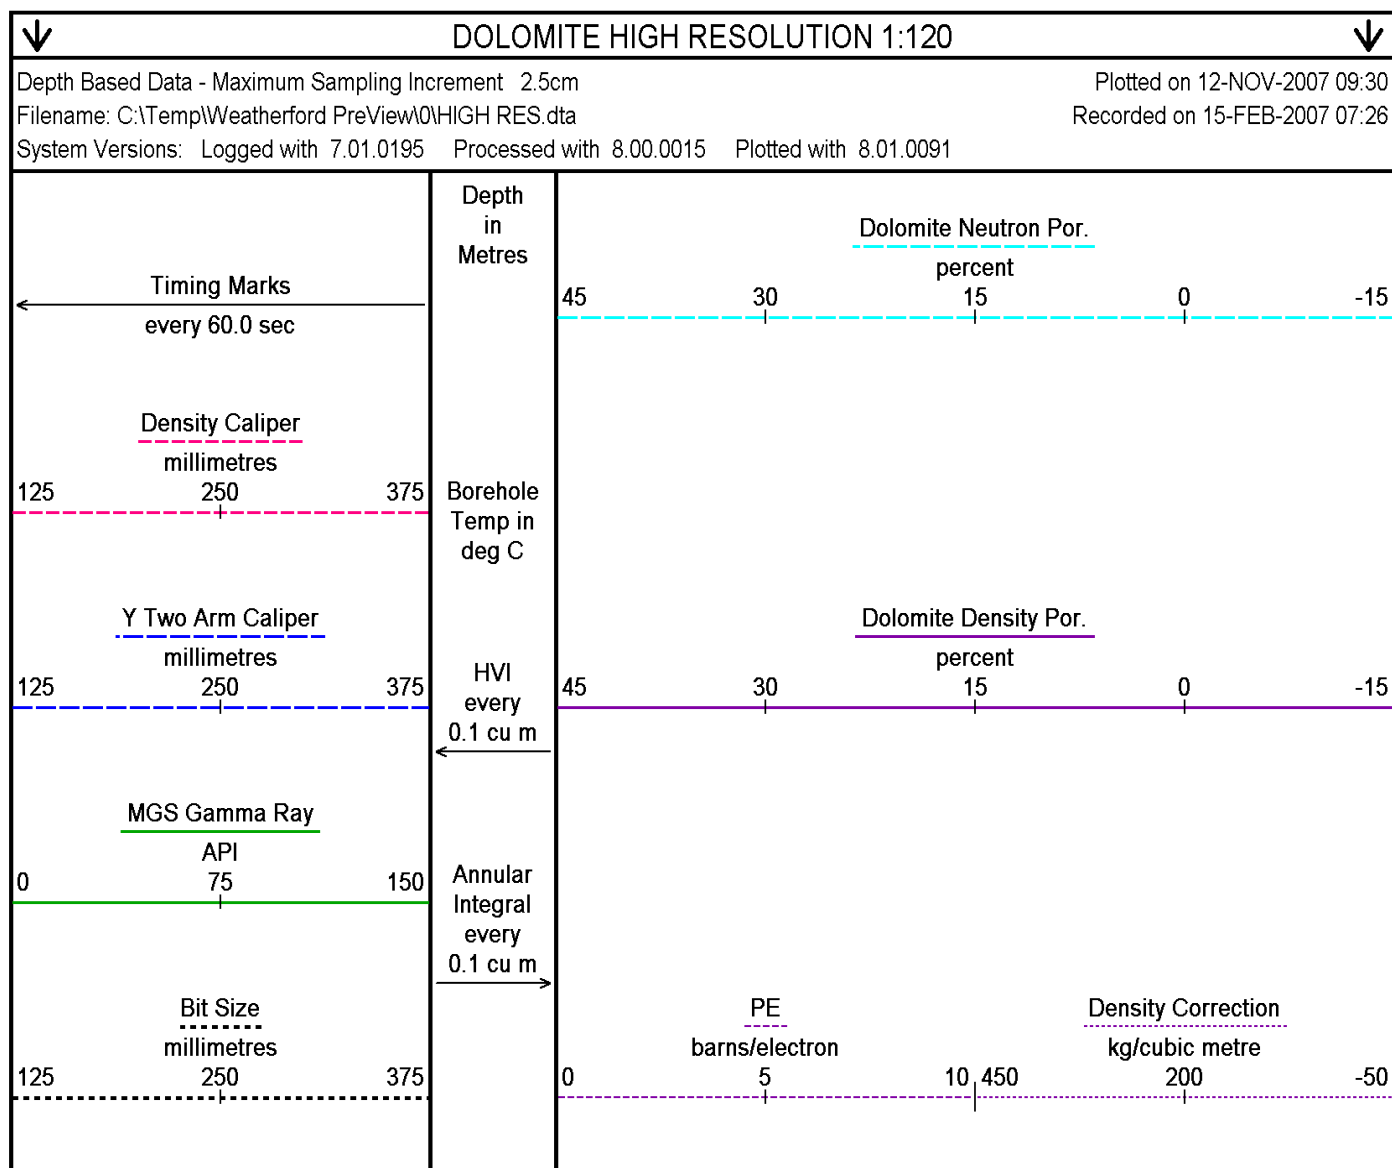 DOLOMITE HIGH RESOLUTION 1:120
Depth Based Data - Maximum Sampling Increment 2.5cm
Plotted on 12-NOV-2007 09:30
Filename: C:\Temp\Weatherford PreView\0\HIGH RES.dta
Recorded on 15-FEB-2007 07:26
System Versions: Logged with 7.01.0195 Processed with 8.00.0015 Plotted with 8.01.0091
Timing Marks
every 60.0 sec
Density Caliper
millimetres
125 250 375
Y Two Arm Caliper
millimetres
125 250 375
MGS Gamma Ray
API
0 75 150
Bit Size
millimetres
125 250 375
Depth
in
Metres
Borehole
Temp in
deg C
HVI
every
0.1 cu m
Annular
Integral
every
0.1 cu m
Dolomite Neutron Por.
percent
45 30 15 0 -15
Dolomite Density Por.
percent
45 30 15 0 -15
PE
barns/electron
0 5 10
Density Correction
kg/cubic metre
450 200 -50